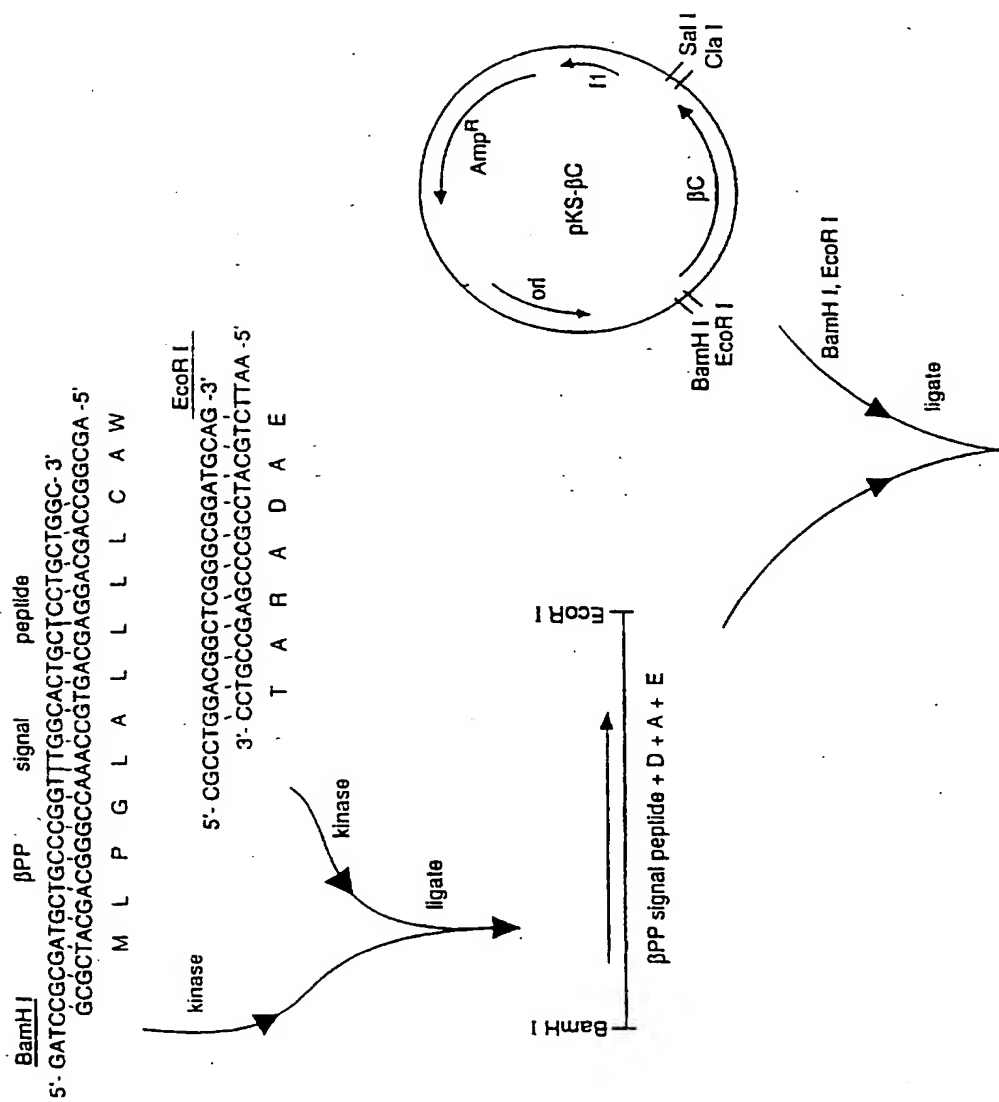 BamH I βPP signal peptide
5'- GATCCGCGATGCTGCCCGGTTTGGCACTGCTCCTGCTGGC- 3'
GCGCTACGACGGGCCAAACCGTGACGAGGACGACCGGCGA -5'
M L P G L A L L L L C A W
EcoR I
5'- CGCCTGGACGGCTCGGGCGGATGCAG -3'
3'- CCTGCCGAGCCCGCCTACGTCTTAA -5'
T A R A D A E
kinase
kinase
ligate
BamH I
EcoR I
βPP signal peptide + D + A + E
AmpR
f1
ori
pKS-βC
βC
Sal I
Cla I
BamH I
EcoR I
BamH I, EcoR I
ligate